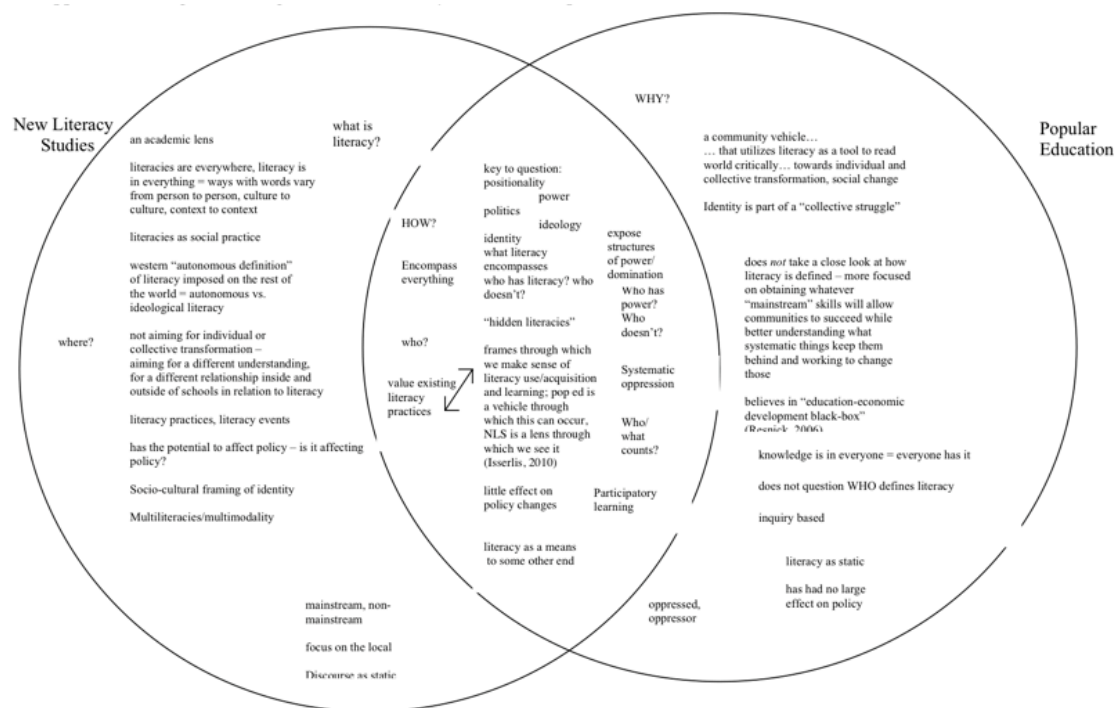 New Literacy
Studies
an academic lens
what is
literacy?
literacies are everywhere, literacy is
in everything = ways with words vary
from person to person, culture to
culture, context to context
literacies as social practice
western “autonomous definition”
of literacy imposed on the rest of
the world = autonomous vs.
ideological literacy
where?
not aiming for individual or
collective transformation –
aiming for a different understanding,
for a different relationship inside and
outside of schools in relation to literacy
literacy practices, literacy events
has the potential to affect policy – is it affecting
policy?
Socio-cultural framing of identity
Multiliteracies/multimodality
mainstream, non-
mainstream
focus on the local
Discourse as static
HOW?
Encompass
everything
who?
value existing
literacy
practices
key to question:
positionality
power
politics
ideology
identity
what literacy
encompasses
who has literacy? who
doesn’t?
“hidden literacies”
frames through which
we make sense of
literacy use/acquisition
and learning; pop ed is
a vehicle through
which this can occur,
NLS is a lens through
which we see it
(Isserlis, 2010)
little effect on
policy changes
literacy as a means
to some other end
expose
structures
of power/
domination
Who has
power?
Who
doesn’t?
Systematic
oppression
Who/
what
counts?
Participatory
learning
WHY?
Popular
Education
a community vehicle…
… that utilizes literacy as a tool to read
world critically… towards individual and
collective transformation, social change
Identity is part of a “collective struggle”
does not take a close look at how
literacy is defined – more focused
on obtaining whatever
“mainstream” skills will allow
communities to succeed while
better understanding what
systematic things keep them
behind and working to change
those
believes in “education-economic
development black-box”
(Resnick, 2006)
knowledge is in everyone = everyone has it
does not question WHO defines literacy
inquiry based
literacy as static
has had no large
effect on policy
oppressed,
oppressor